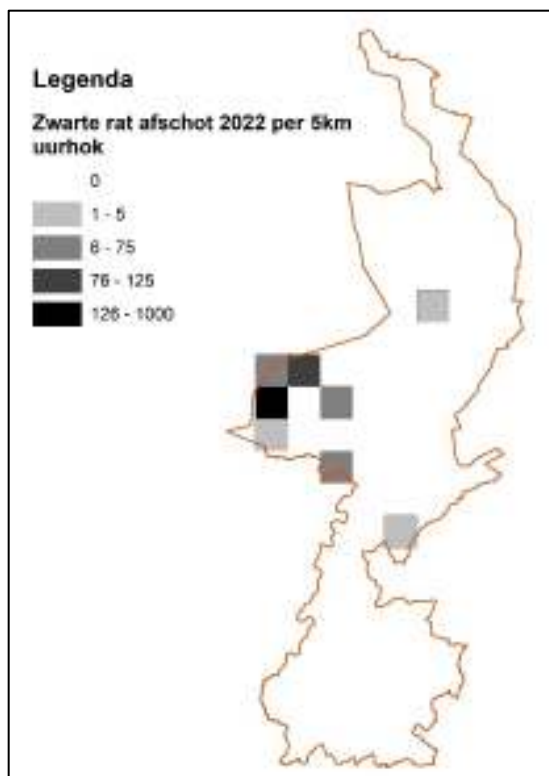 Legenda
Zwarte rat afschot 2022 per 5km
uurhok
0
1 - 5
6 - 75
76 - 125
126 - 1000